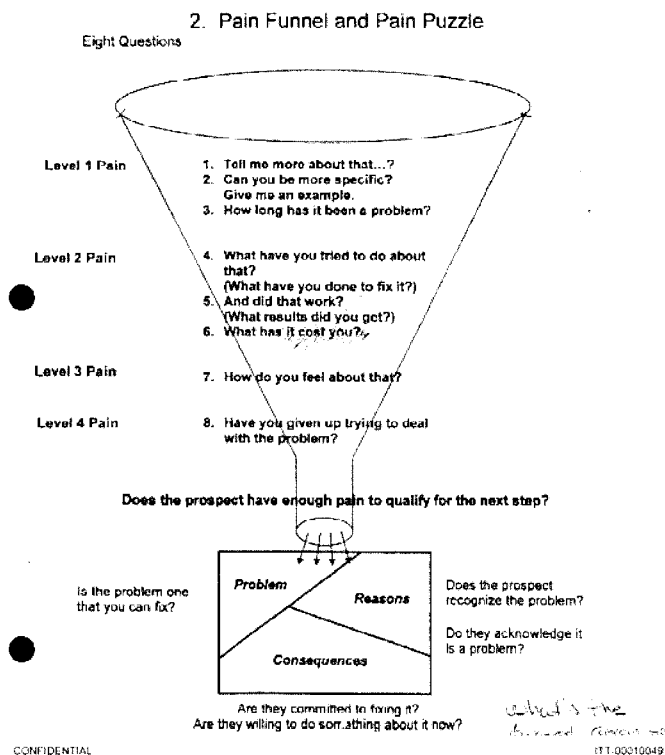 2. Pain Funnel and Pain Puzzle
Eight Questions
Level 1 Pain
1. Tell me more about that...?
2. Can you be more specific?
Give me an example.
3. How long has it been a problem?
Level 2 Pain
4. What have you tried to do about
that?
(What have you done to fix it?)
5. And did that work?
(What results did you get?)
6. What has it cost you?
Level 3 Pain
7. How do you feel about that?
Level 4 Pain
8. Have you given up trying to deal
with the problem?
Does the prospect have enough pain to qualify for the next step?
Is the problem one
that you can fix?
Problem
Reasons
Consequences
Does the prospect
recognize the problem?
Do they acknowledge it
is a problem?
Are they committed to fixing it?
Are they willing to do something about it now?
what's the
CONFIDENTIAL
ITT-00010049